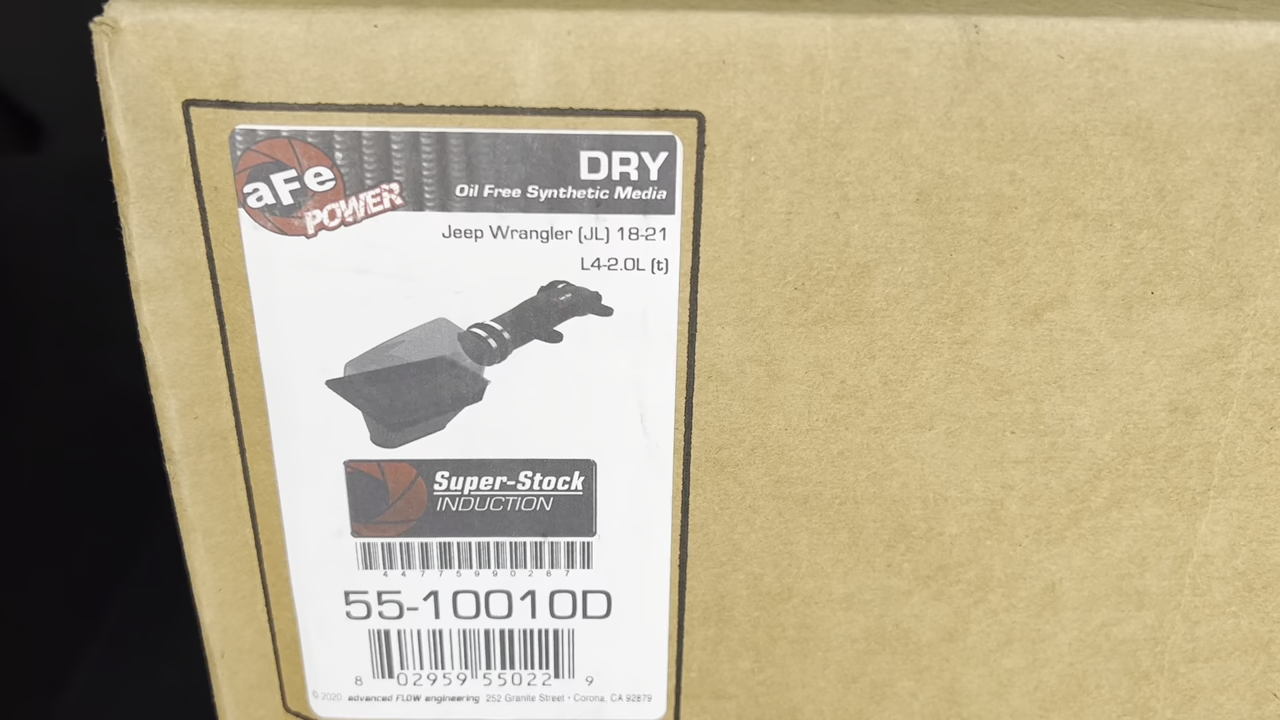 aFe
POWER
DRY
Oil Free Synthetic Media
Jeep Wrangler (JL) 18-21
L4-2.0L (t)
Super-Stock
INDUCTION
44775990287
55-10010D
8 02959 55022 9
© 2020 advanced FLOW engineering 252 Granite Street • Corona, CA 92879